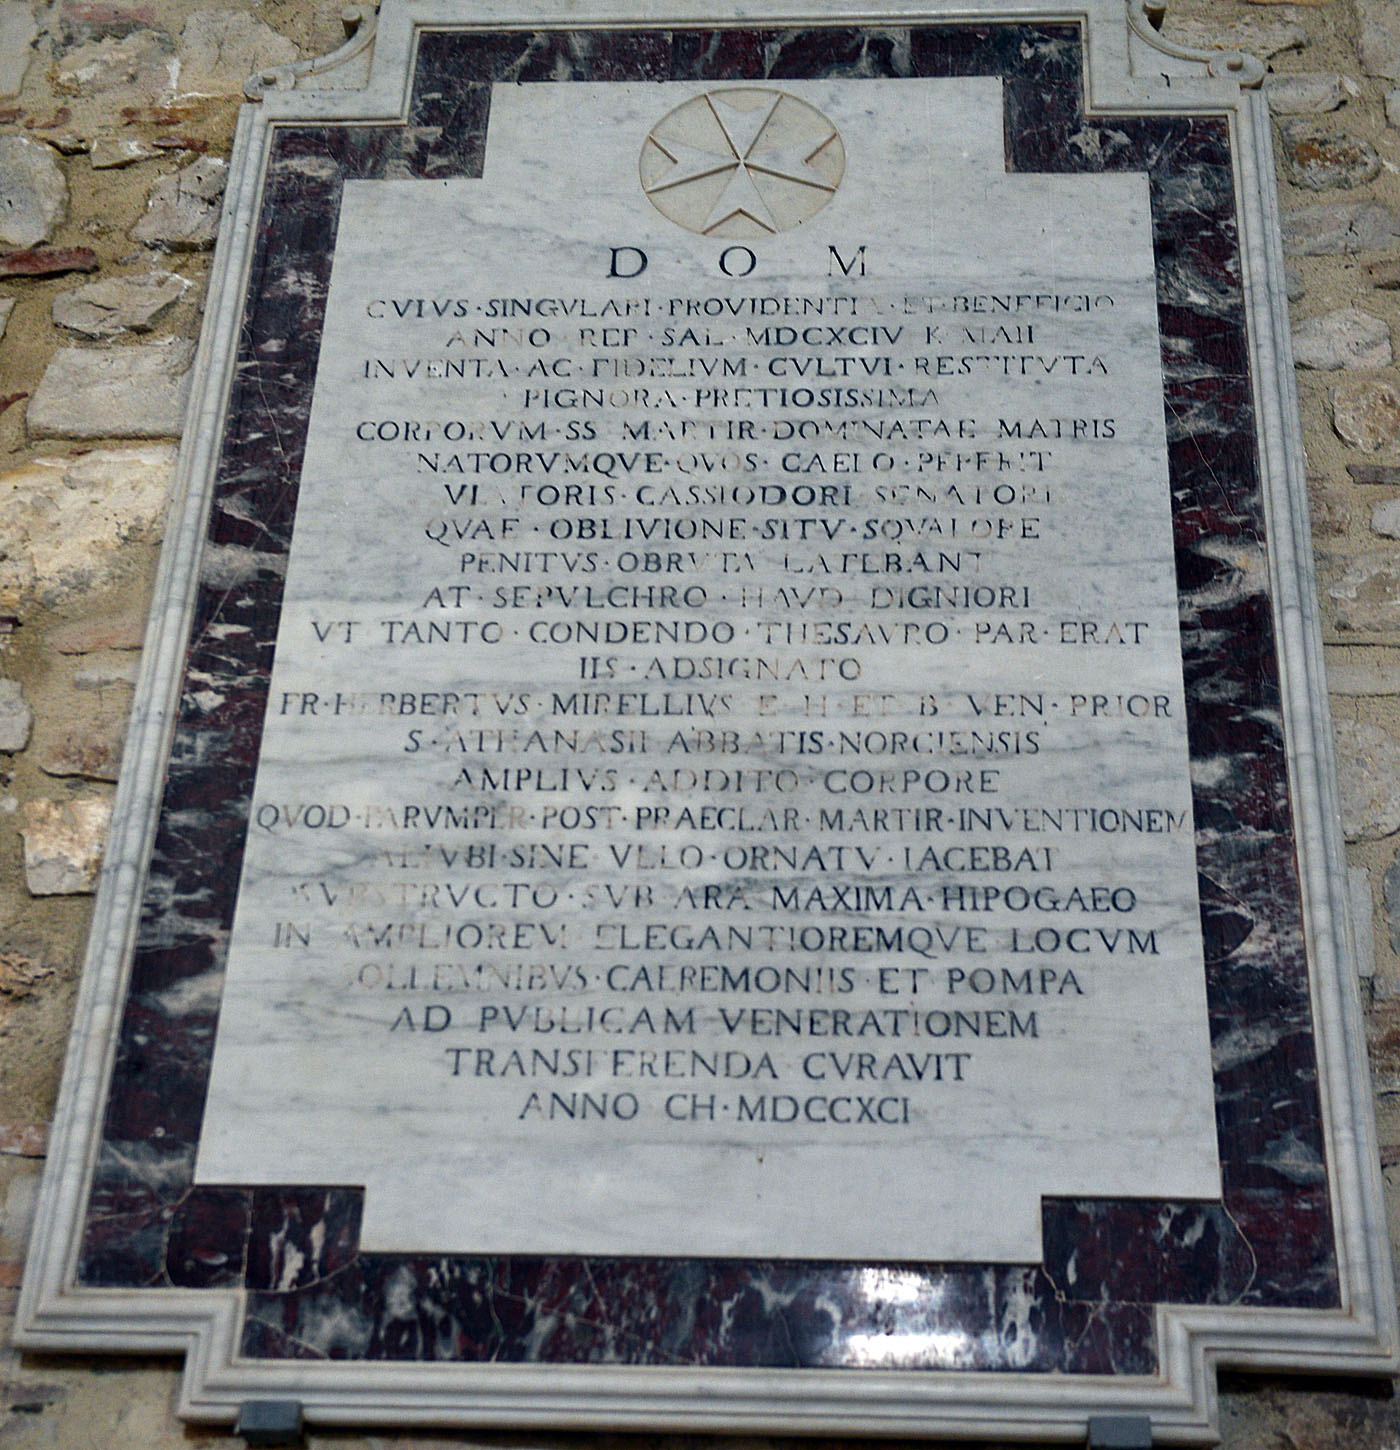 D O M
CVIVS·SINGVLARI·PROVIDENTIA·ET·BENEFICIO
ANNO·REP·SAL·MDCXCIV K MAII
INVENTA·AC·FIDELIVM·CVLTVI·RESTITVTA
PIGNORA·PRETIOSISSIMA
CORPORVM·SS MARTIR·DOMINATAE MATRIS
NATORVMQVE·QVOS·CAELO·PEPERIT
VIATORIS·CASSIODORI SENATORI
QVAE·OBLIVIONE·SITV·SQVALORE
PENITVS·OBRVTA LATEBANT
AT·SEPVLCHRO·HAVD DIGNIORI
VT TANTO·CONDENDO·THESAVRO·PAR·ERAT
IIS·ADSIGNATO
FR·HERBERTVS·MIRELLIVS E H·ET B VEN·PRIOR
S·ATHANASII ABBATIS·NORCIENSIS
AMPLIVS·ADDITO·CORPORE
QVOD·PARVMPER·POST·PRAECLAR·MARTIR·INVENTIONEM
ALIVBI·SINE VLLO·ORNATV·IACEBAT
SVBSTRVCTO·SVB ARA MAXIMA·HIPOGAEO
IN AMPLIOREM ELEGANTIOREMQVE LOCVM
SOLLEMNIBVS·CAEREMONIIS·ET POMPA
AD PVBLICAM VENERATIONEM
TRANSFERENDA CVRAVIT
ANNO CH·MDCCXCI